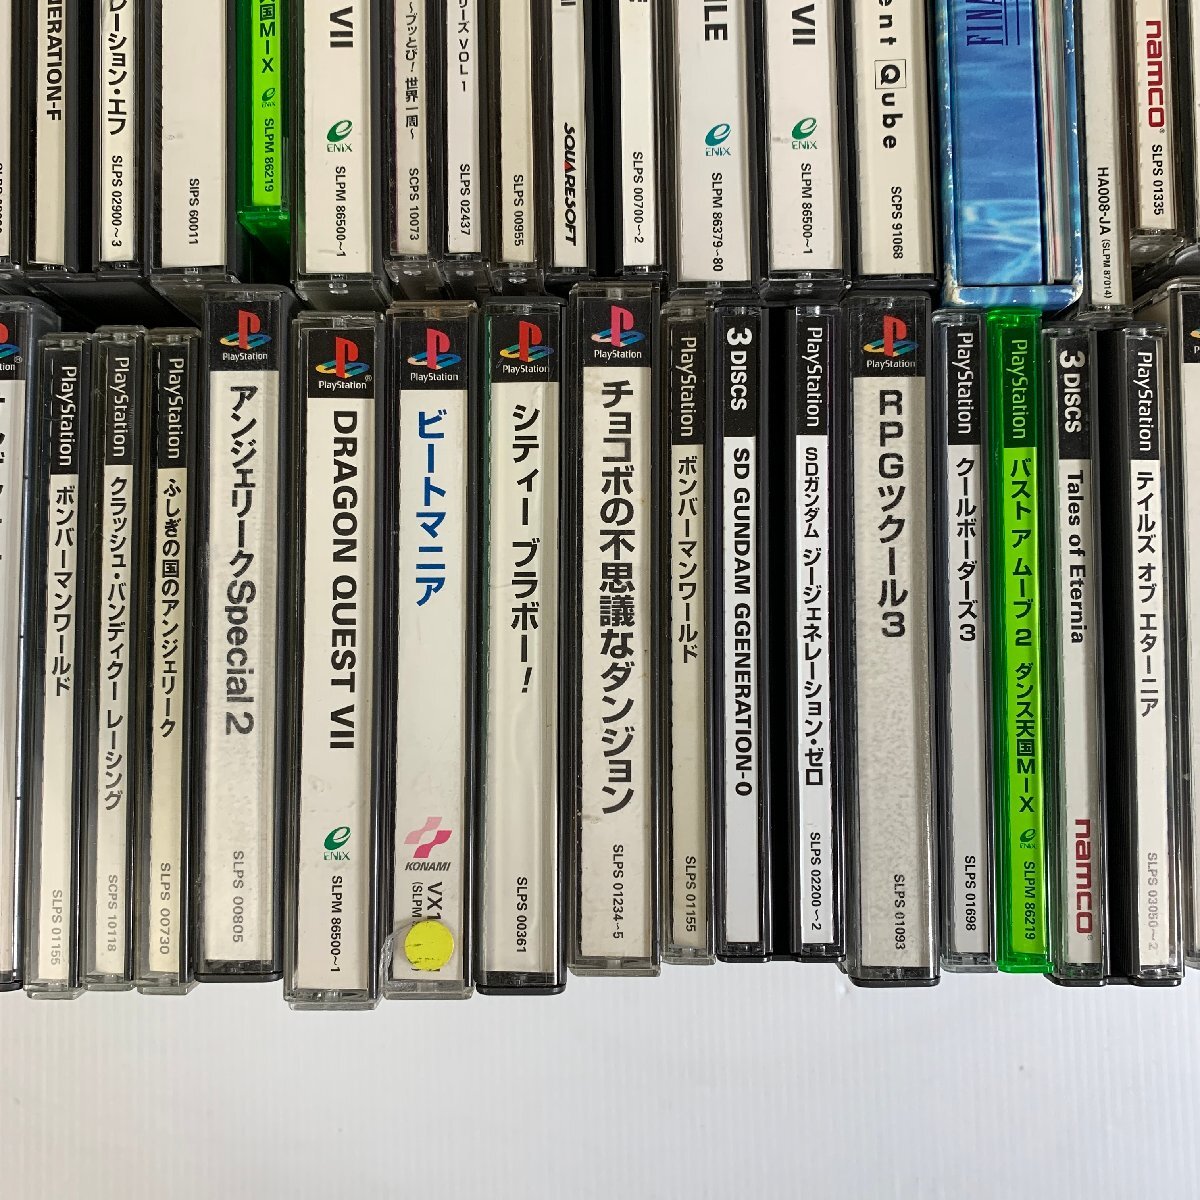 ERATION-F
レーション・エフ
SLPS 02900~3
SIPS 60011
天国MIX
ENIX
SLPM 86219
VII
ENIX
SLPM 86500~1
~ブッとび!世界一周~
SCPS 10073
リーズ VOL 1
SLPS 02437
SLPS 00955
SQUARESOFT
SLPS 00700~2
ILE
ENIX
SLPM 86379~80
VII
ENIX
SLPM 86500~1
ent Qube
SCPS 91068
FINA
HA008-JA (SLPM 87014)
namco
SLPS 01335
PlayStation
ボンバーマンワールド
SLPS 01155
PlayStation
クラッシュ・バンディクー レーシング
SCPS 10118
PlayStation
ふしぎの国のアンジェリーク
SLPS 00730
PlayStation
アンジェリークSpecial 2
SLPS 00805
PlayStation
DRAGON QUEST VII
ENIX
SLPM 86500~1
PlayStation
ビートマニア
KONAMI
VX1
(SLPM
PlayStation
シティーブラボー!
SLPS 00361
PlayStation
チョコボの不思議なダンジョン
SLPS 01234~5
PlayStation
ボンバーマンワールド
SLPS 01155
3 DISCS
SD GUNDAM GGENERATION-0
PlayStation
SDガンダム ジージェネレーション・ゼロ
SLPS 02200~2
PlayStation
RPGツクール3
SLPS 01093
PlayStation
クールボーダーズ3
SLPS 01698
PlayStation
バスト ア ムーブ 2 ダンス天国MIX
ENIX
SLPM 86219
3 DISCS
Tales of Eternia
namco
PlayStation
テイルズ オブ エターニア
SLPS 03050~2